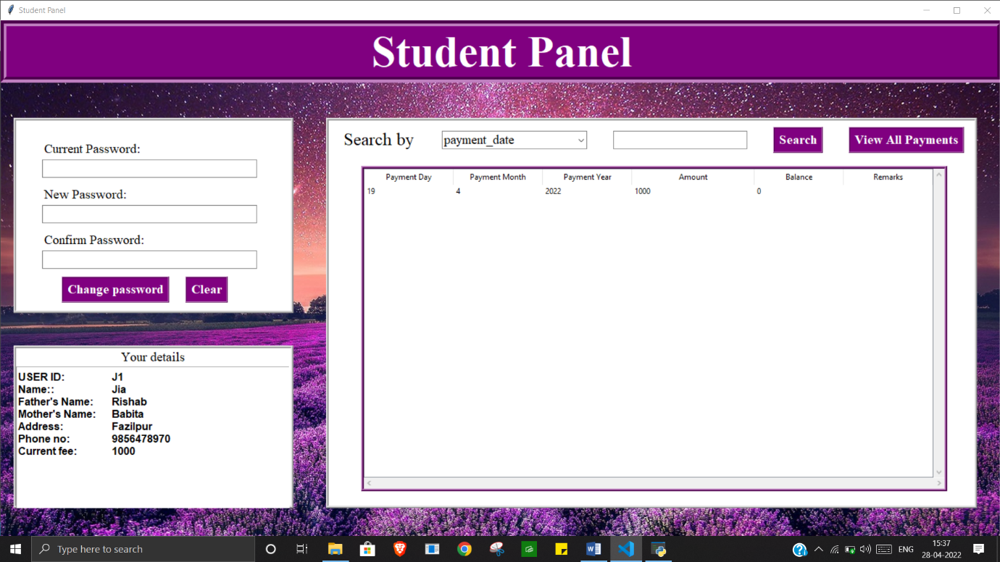 Student Panel
Student Panel
Current Password:
New Password:
Confirm Password:
Change password Clear
Your details
USER ID: J1
Name:: Jia
Father's Name: Rishab
Mother's Name: Babita
Address: Fazilpur
Phone no: 9856478970
Current fee: 1000
Search by payment_date Search View All Payments
Payment Day Payment Month Payment Year Amount Balance Remarks
19 4 2022 1000 0
Type here to search
ENG
15:37
28-04-2022